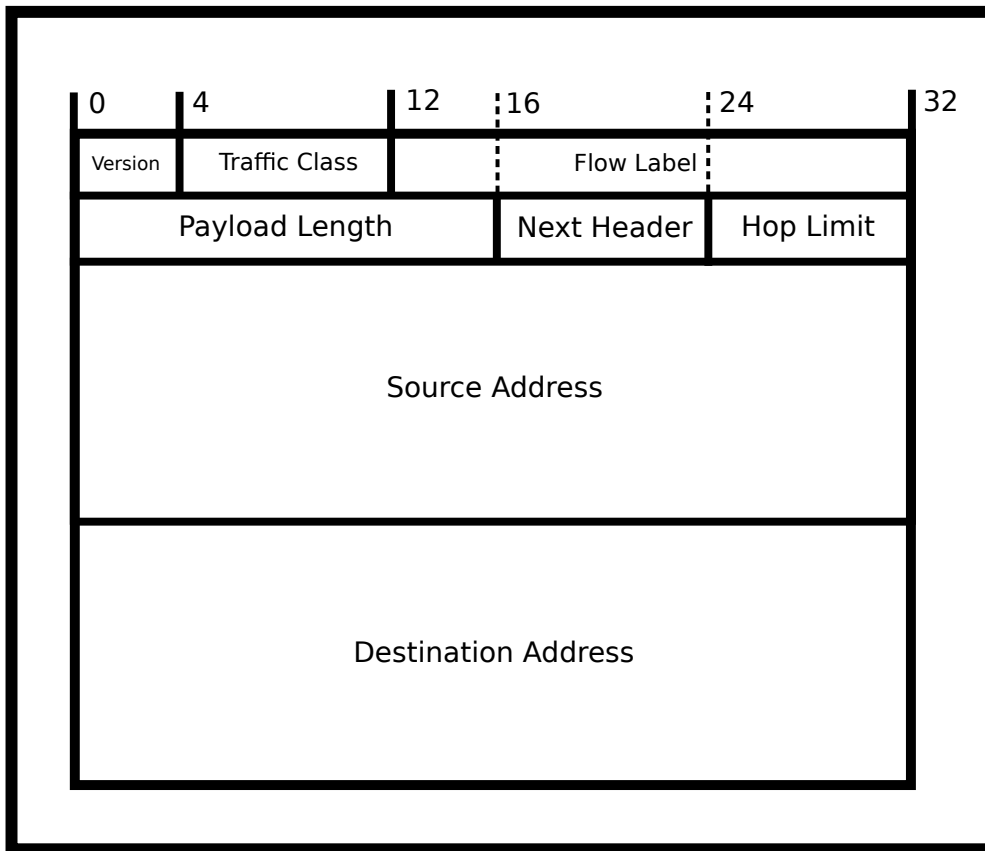 0 4 12 16 24 32
Version Traffic Class Flow Label
Payload Length Next Header Hop Limit
Source Address
Destination Address